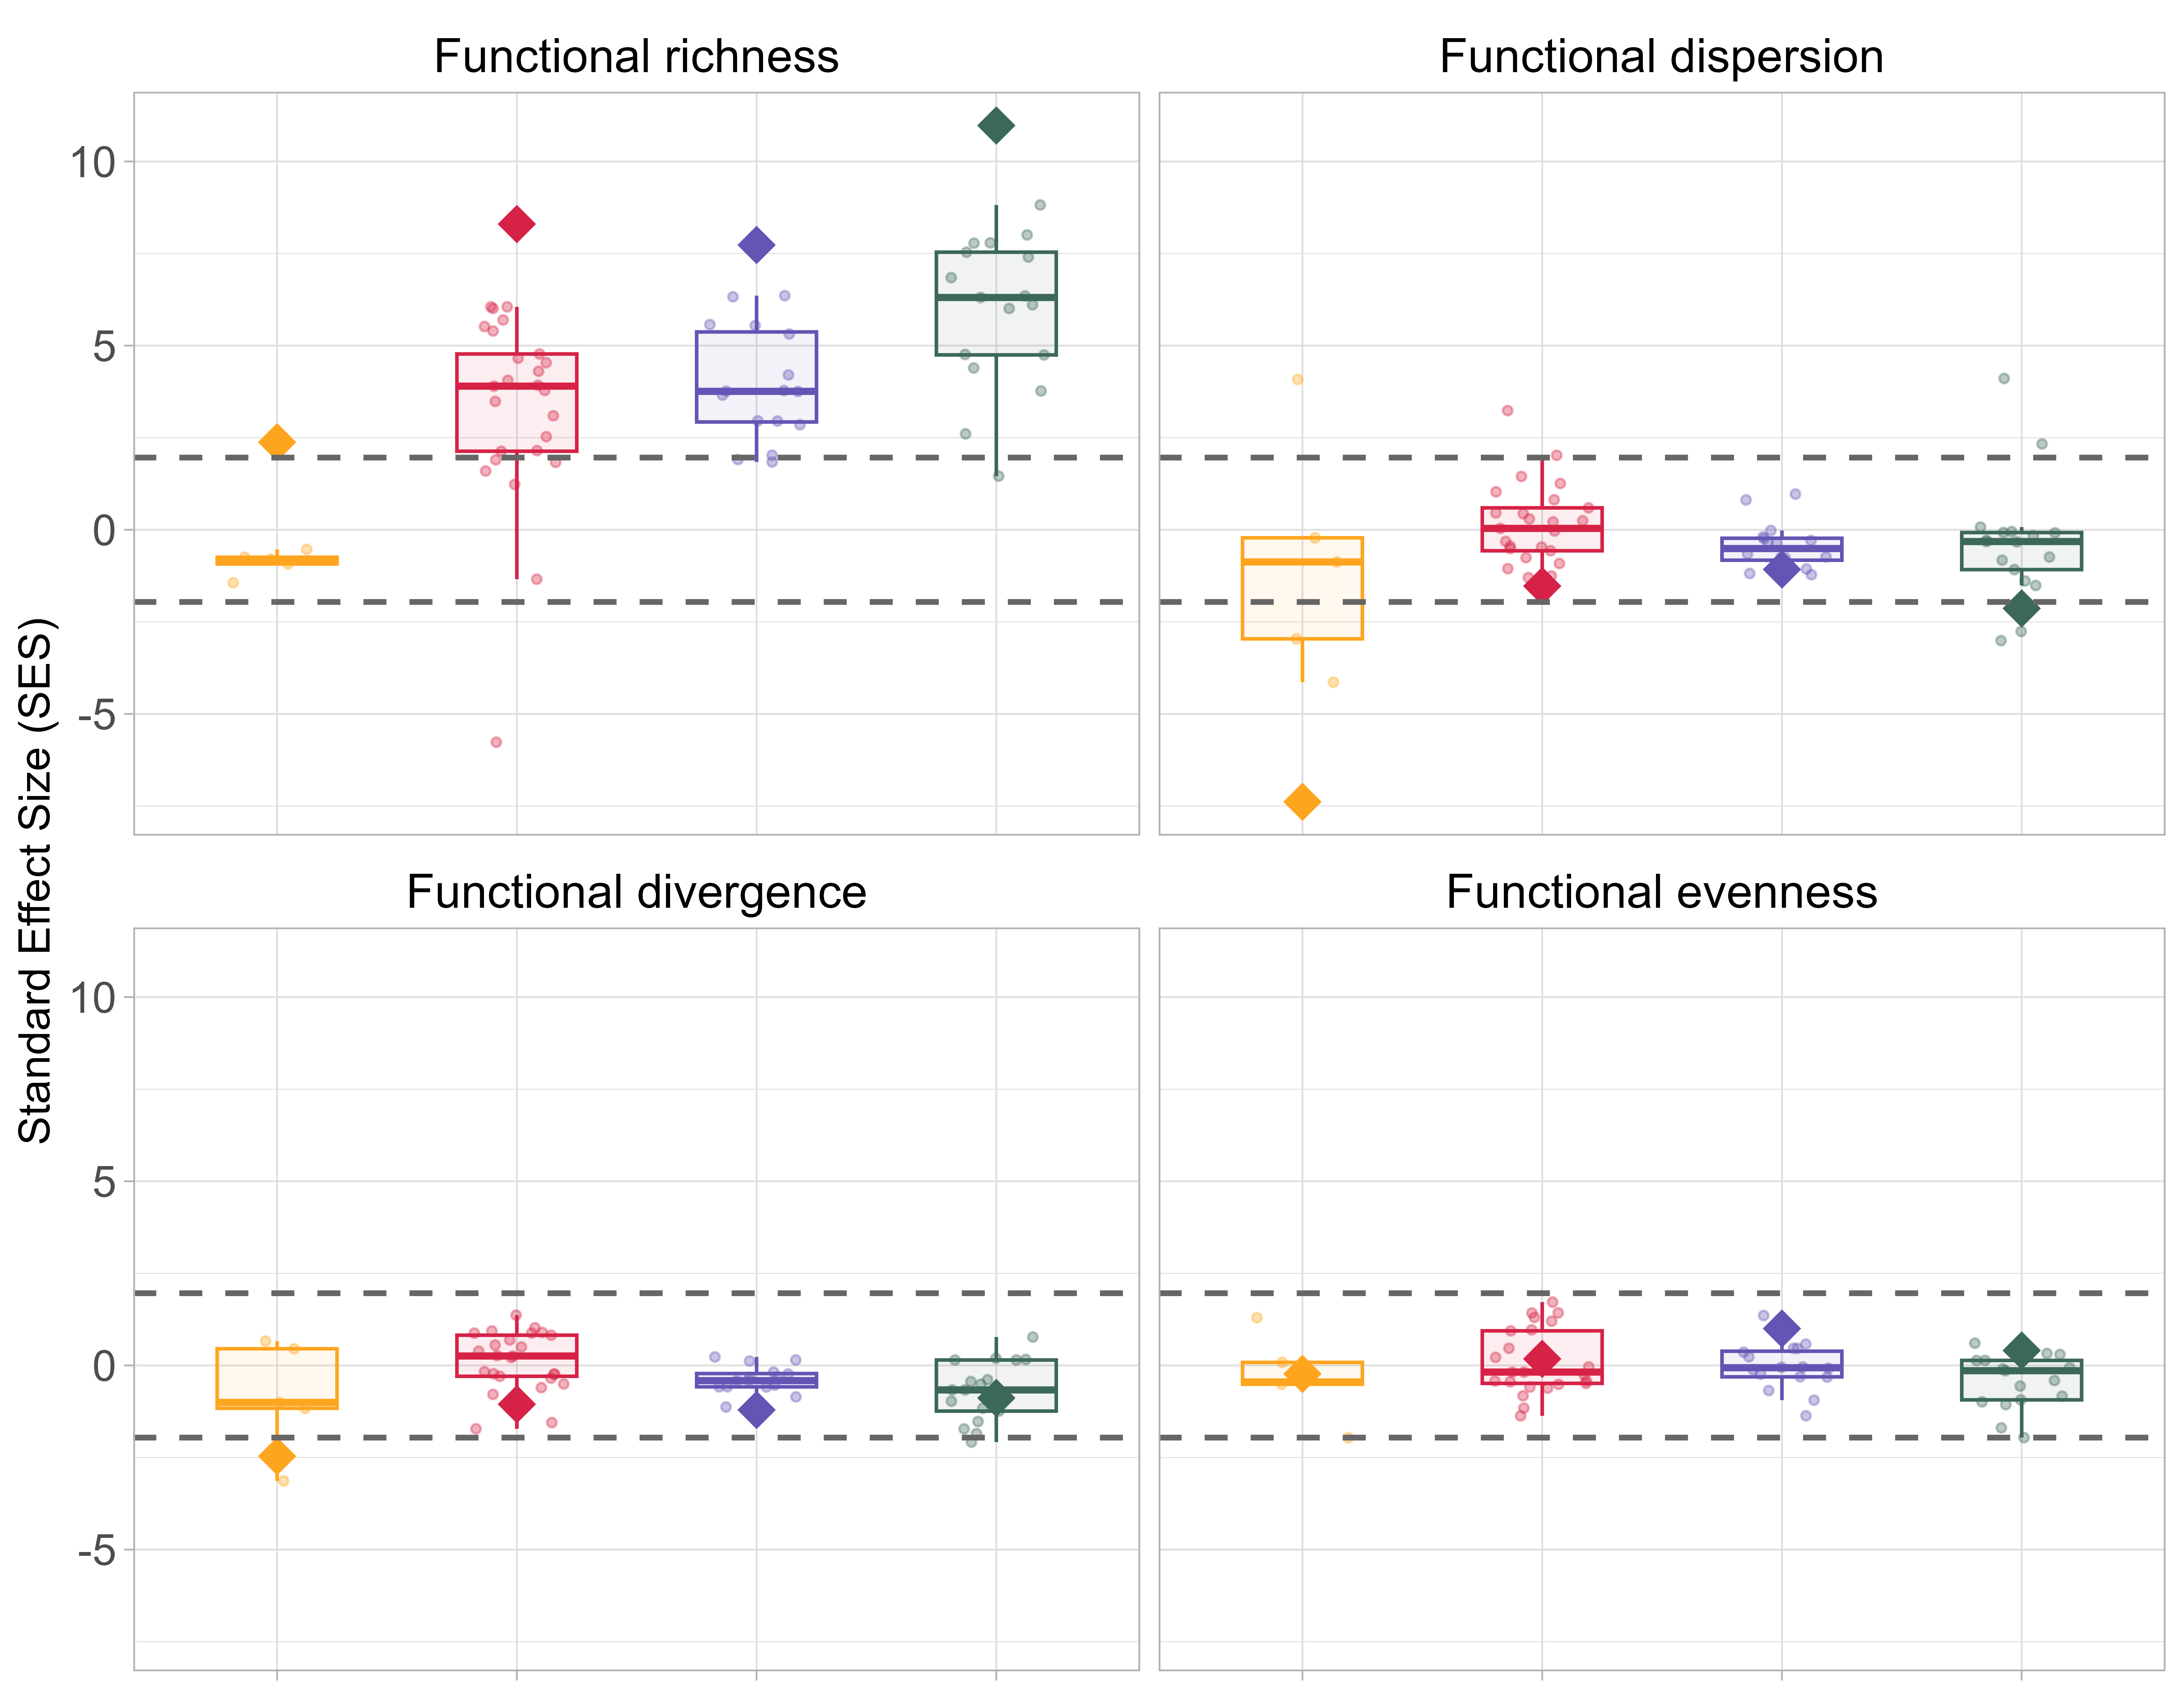 Functional richness
Functional dispersion
10
5
0
-5
Standard Effect Size (SES)
Functional divergence
Functional evenness
10
5
0
-5